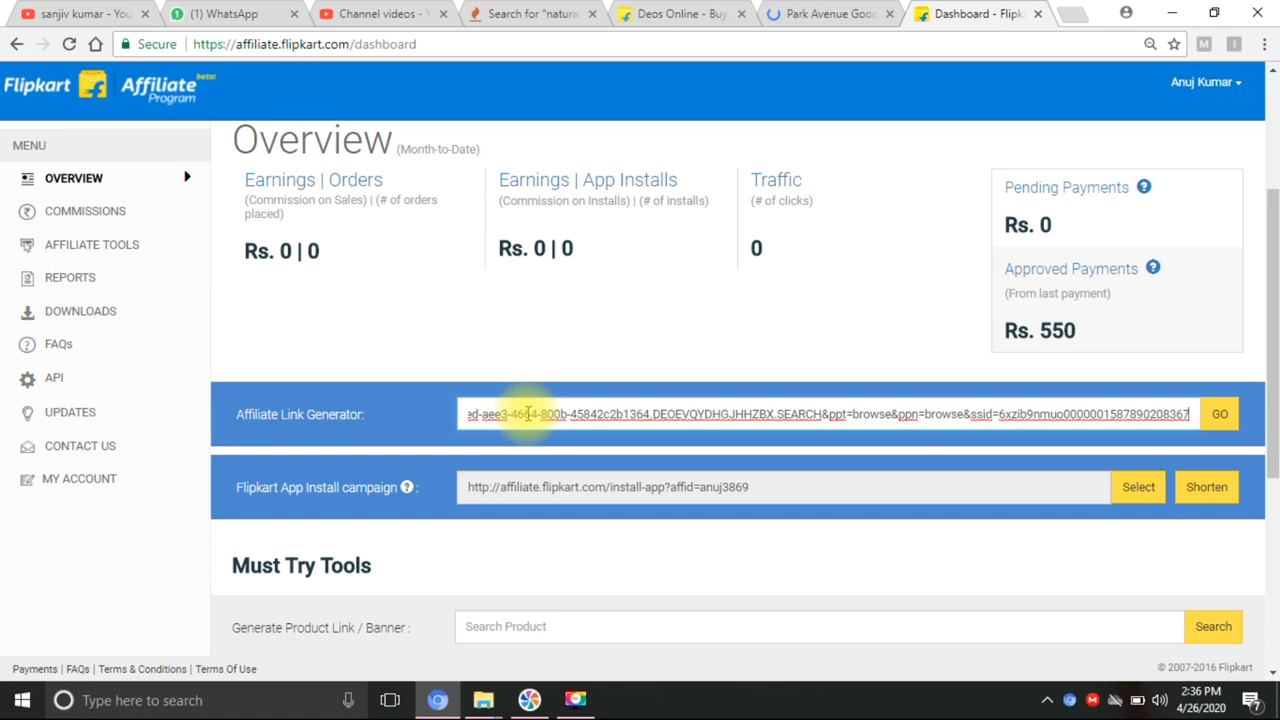 sanjiv kumar - You
(1) WhatsApp
Channel videos - Y
Search for "natura
Deos Online - Buy
Park Avenue Good
Dashboard - Flipk
Secure
https://affiliate.flipkart.com/dashboard
Flipkart
Affiliate beta!
Program
Anuj Kumar
MENU
OVERVIEW
COMMISSIONS
AFFILIATE TOOLS
REPORTS
DOWNLOADS
FAQs
API
UPDATES
CONTACT US
MY ACCOUNT
Overview (Month-to-Date)
Earnings | Orders
(Commission on Sales) | (# of orders
placed)
Rs. 0 | 0
Earnings | App Installs
(Commission on Installs) | (# of installs)
Rs. 0 | 0
Traffic
(# of clicks)
0
Pending Payments ?
Rs. 0
Approved Payments ?
(From last payment)
Rs. 550
Affiliate Link Generator:
GO
Flipkart App Install campaign ? :
http://affiliate.flipkart.com/install-app?affid=anuj3869
Select
Shorten
Must Try Tools
Generate Product Link / Banner :
Search Product
Search
Payments | FAQs | Terms & Conditions | Terms Of Use
© 2007-2016 Flipkart
Type here to search
2:36 PM
4/26/2020
7